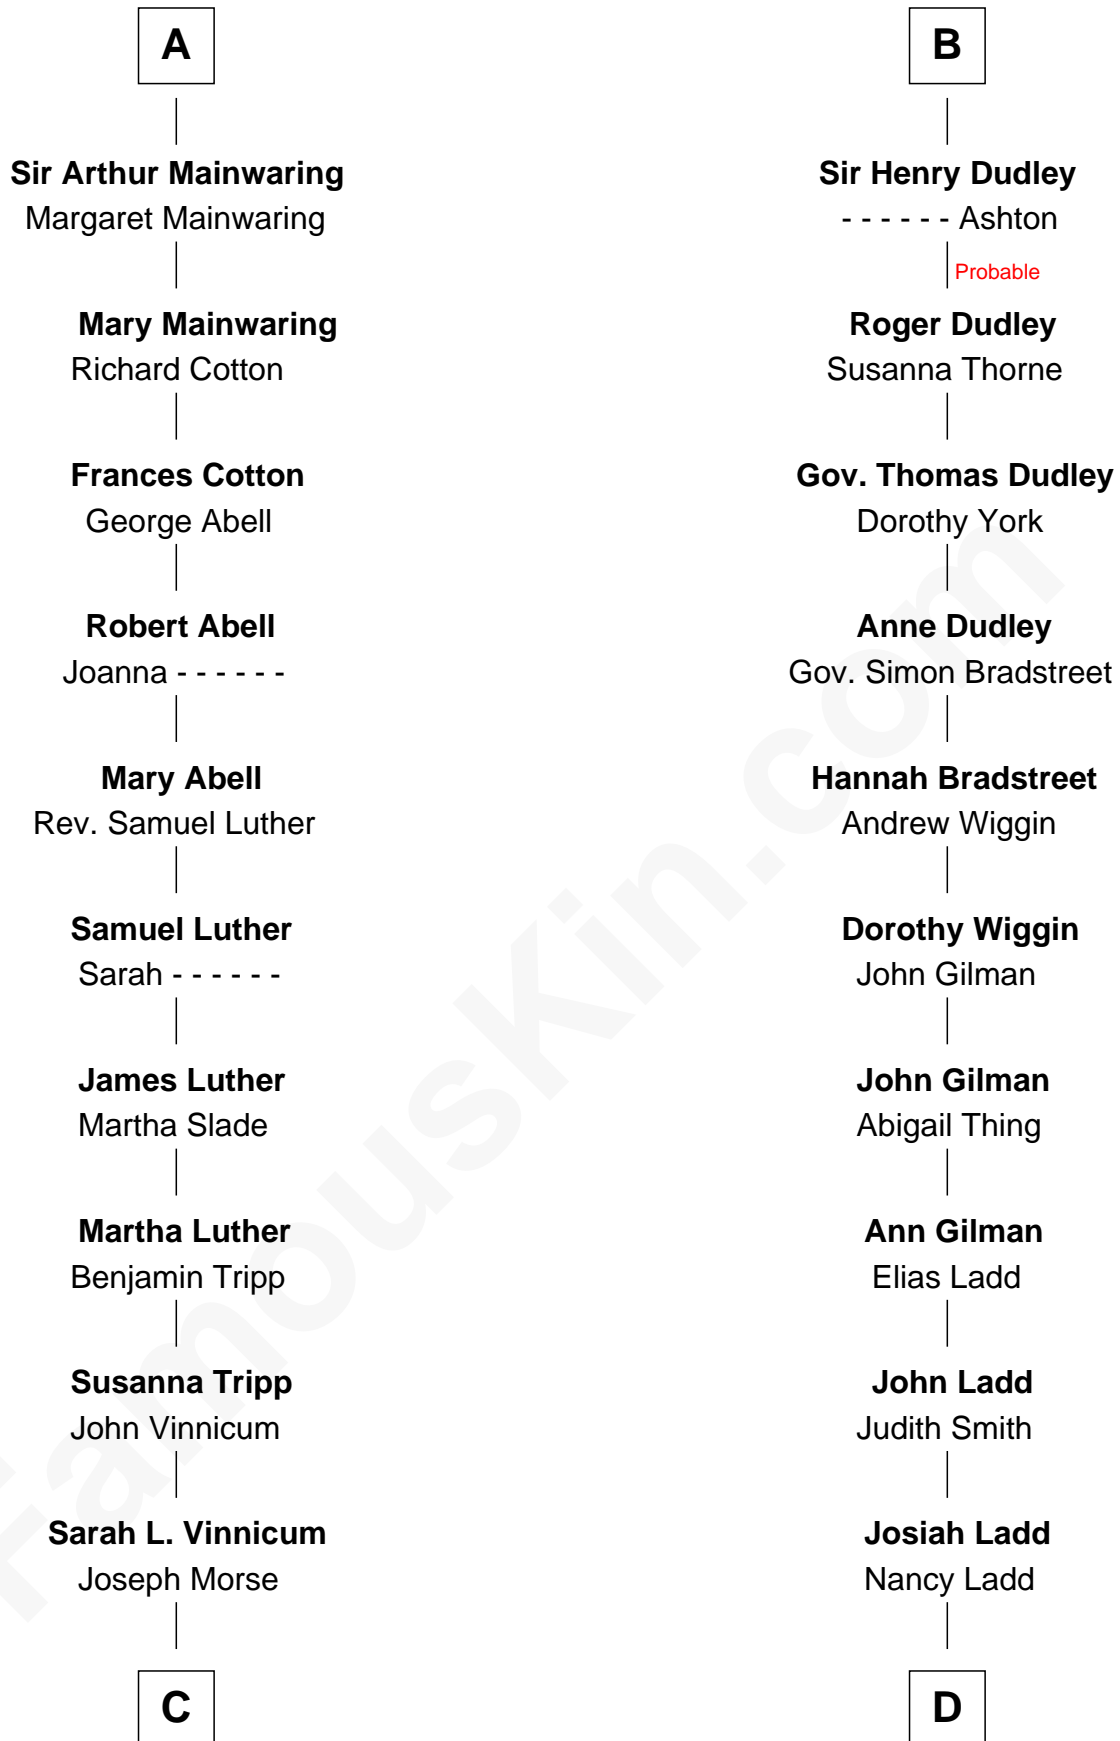 A
Sir Arthur Mainwaring
Margaret Mainwaring
Mary Mainwaring
Richard Cotton
Frances Cotton
George Abell
Robert Abell
Joanna - - - - - -
Mary Abell
Rev. Samuel Luther
Samuel Luther
Sarah - - - - - -
James Luther
Martha Slade
Martha Luther
Benjamin Tripp
Susanna Tripp
John Vinnicum
Sarah L. Vinnicum
Joseph Morse
C
B
Sir Henry Dudley
- - - - - - Ashton
Probable
Roger Dudley
Susanna Thorne
Gov. Thomas Dudley
Dorothy York
Anne Dudley
Gov. Simon Bradstreet
Hannah Bradstreet
Andrew Wiggin
Dorothy Wiggin
John Gilman
John Gilman
Abigail Thing
Ann Gilman
Elias Ladd
John Ladd
Judith Smith
Josiah Ladd
Nancy Ladd
D
FamousKin.com